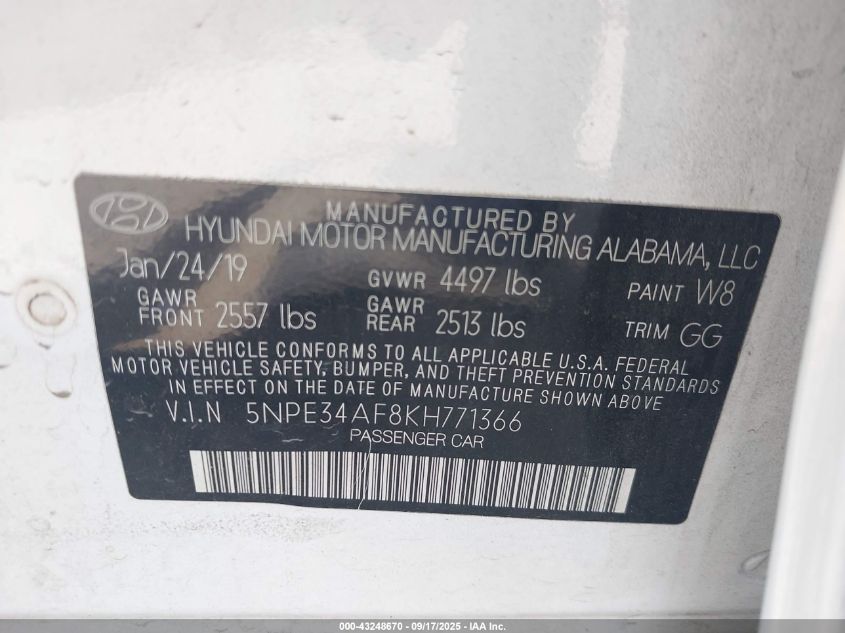 MANUFACTURED BY
HYUNDAI MOTOR MANUFACTURING ALABAMA, LLC
Jan/24/19 GVWR 4497 lbs PAINT W8
GAWR FRONT 2557 lbs GAWR REAR 2513 lbs TRIM GG
THIS VEHICLE CONFORMS TO ALL APPLICABLE U.S.A. FEDERAL
MOTOR VEHICLE SAFETY, BUMPER, AND THEFT PREVENTION STANDARDS
IN EFFECT ON THE DATE OF MANUFACTURE SHOWN ABOVE
V.I.N 5NPE34AF8KH771366
PASSENGER CAR
000-43248670 | 09/17/2025 - IAA Inc.